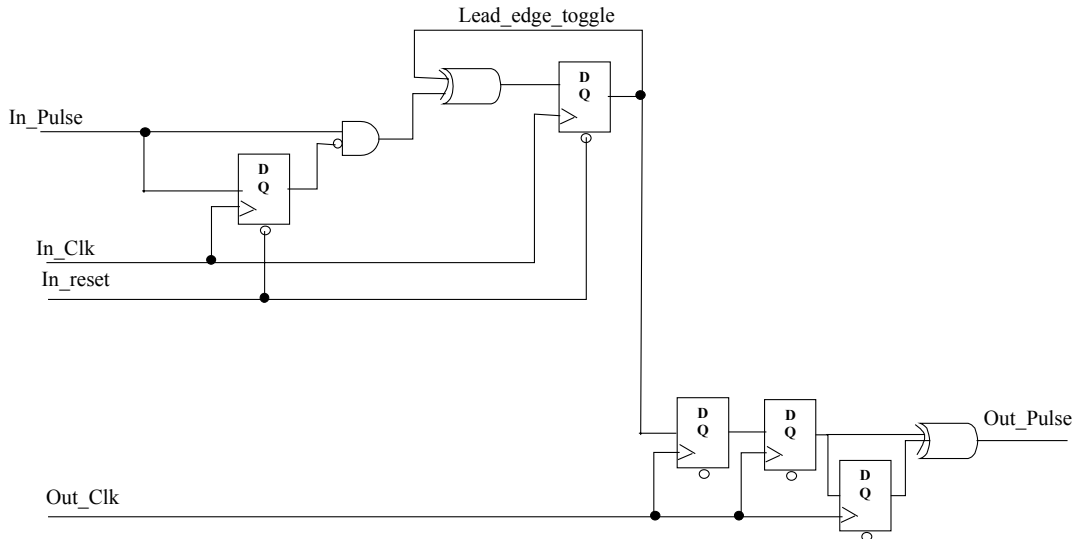 Lead_edge_toggle
D
Q
In_Pulse
D
Q
In_Clk
In_reset
D
Q
D
Q
Out_Pulse
D
Q
Out_Clk